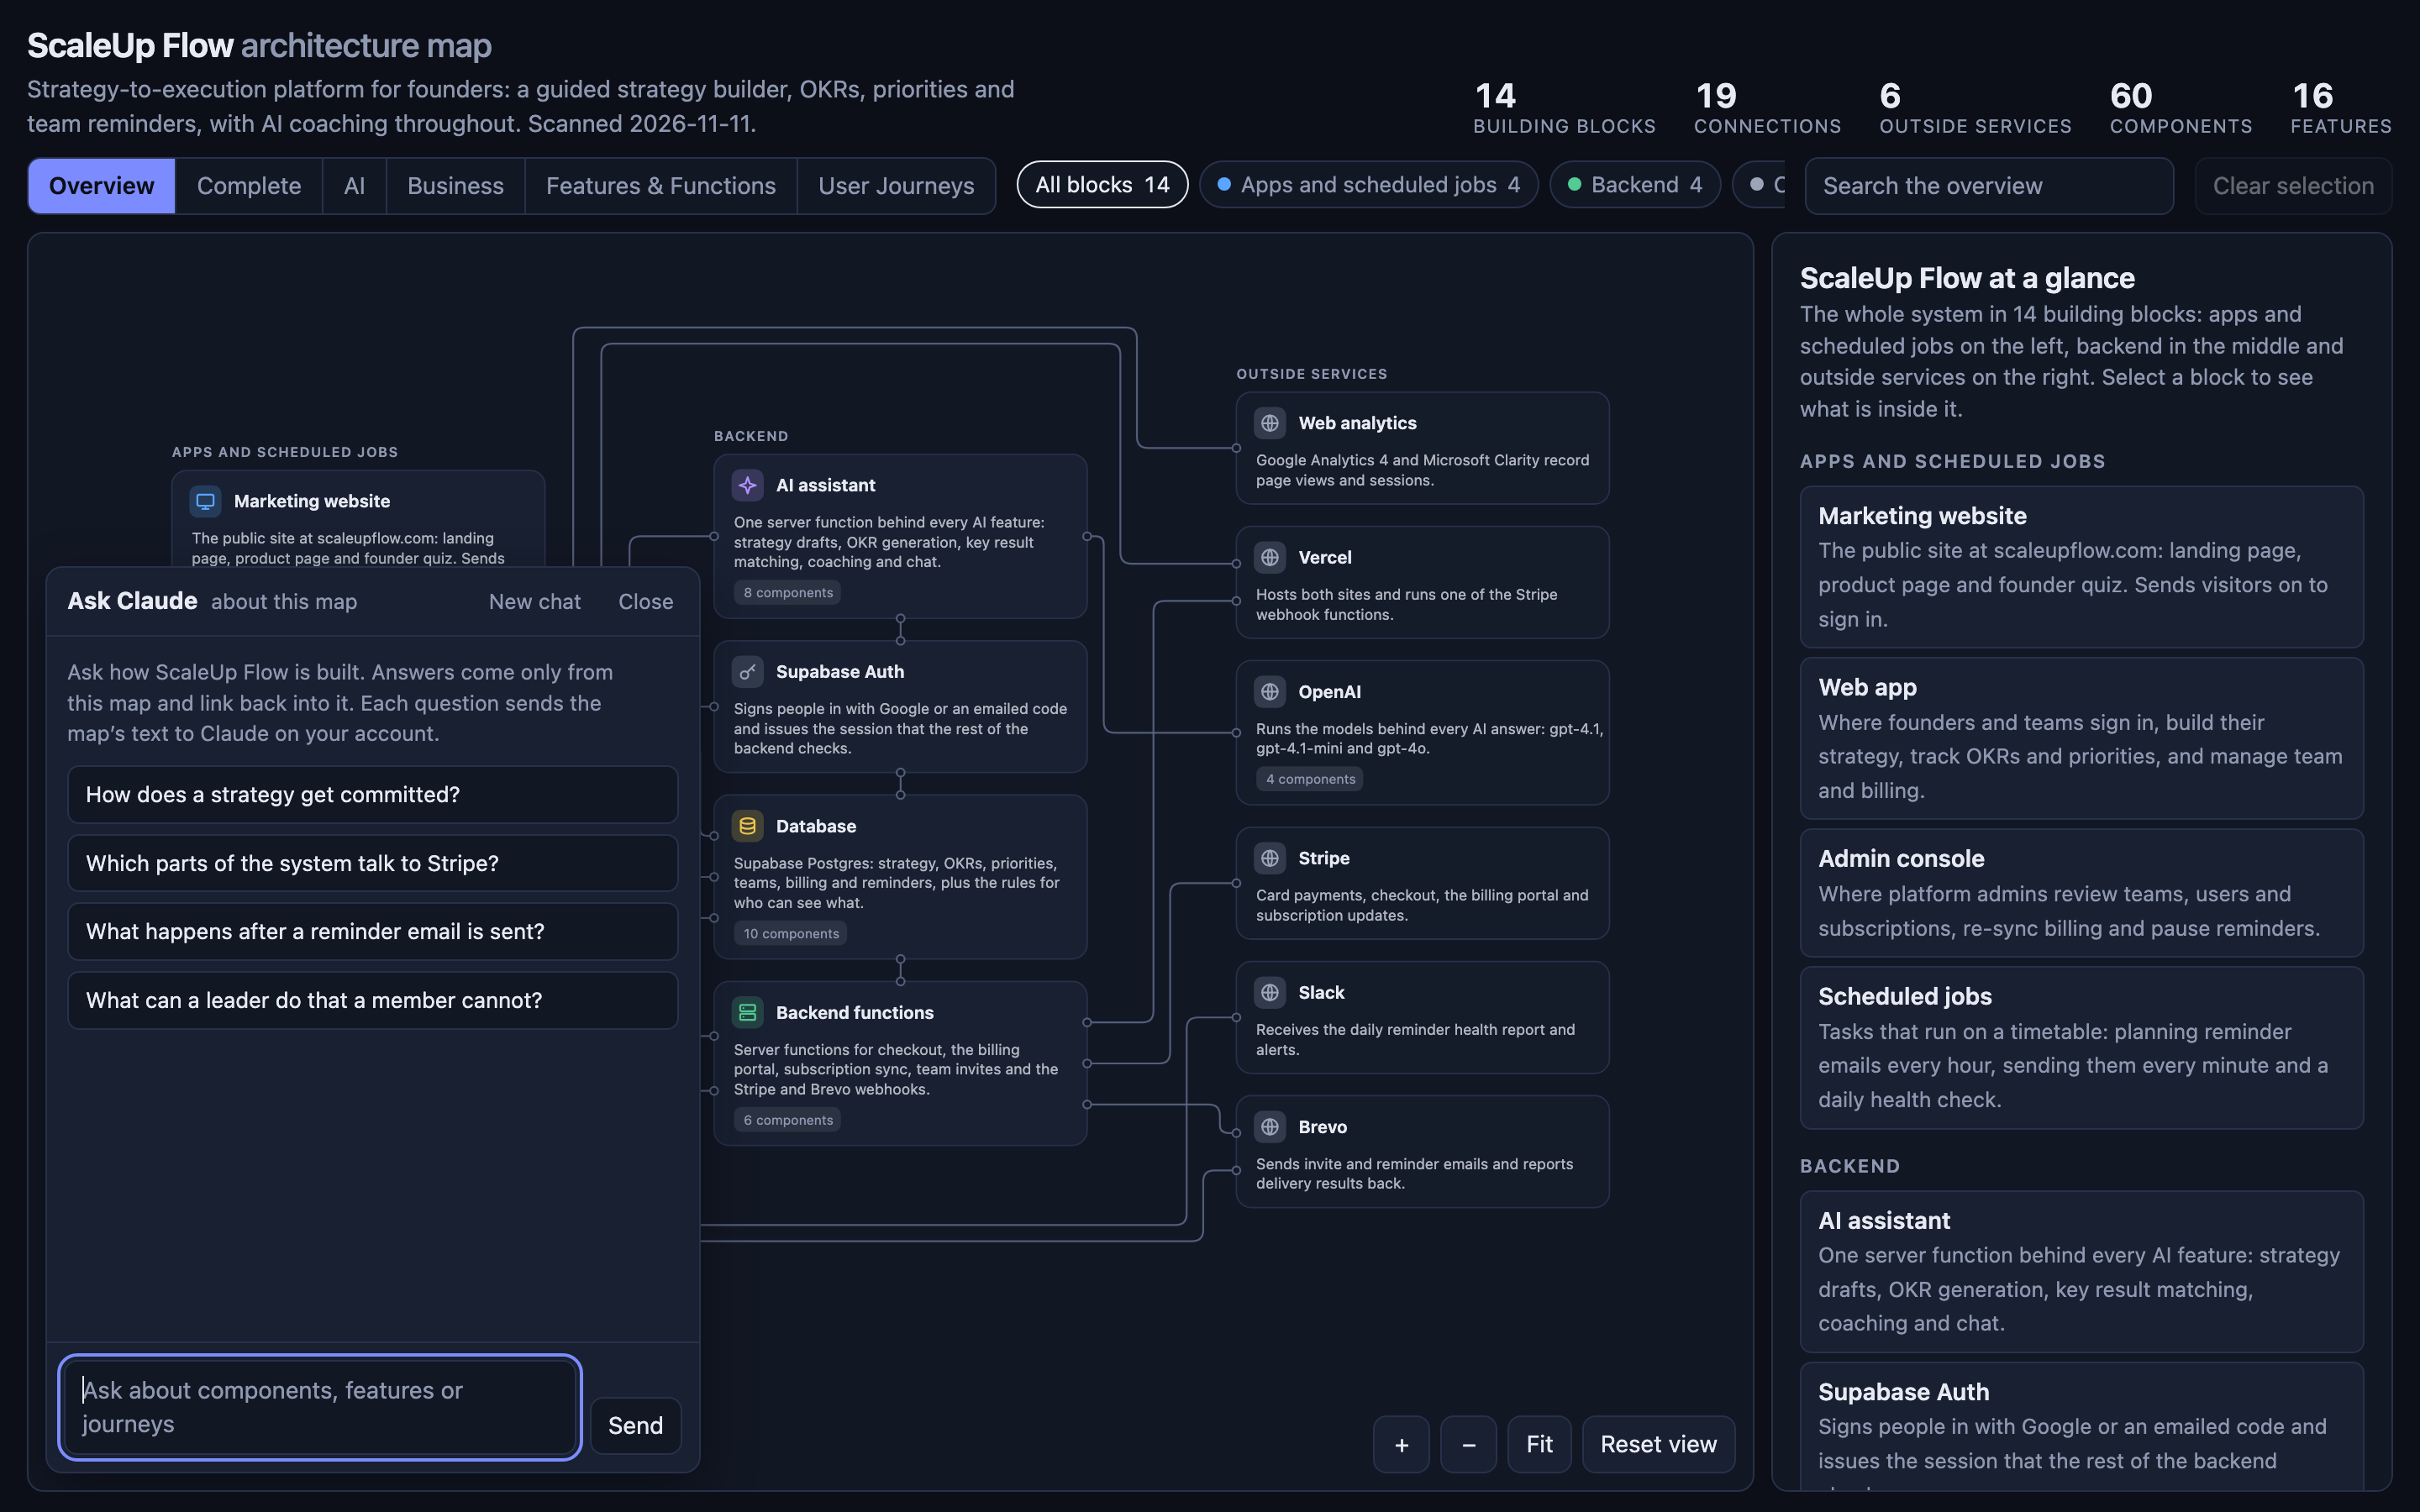 ScaleUp Flow architecture map
Strategy-to-execution platform for founders: a guided strategy builder, OKRs, priorities and
team reminders, with AI coaching throughout. Scanned 2026-11-11.
14
BUILDING BLOCKS
19
CONNECTIONS
6
OUTSIDE SERVICES
60
COMPONENTS
16
FEATURES
Overview
Complete
AI
Business
Features & Functions
User Journeys
All blocks 14
Apps and scheduled jobs 4
Backend 4
Search the overview
Clear selection
APPS AND SCHEDULED JOBS
Marketing website
The public site at scaleupflow.com: landing
page, product page and founder quiz. Sends
Ask Claude about this map
New chat
Close
Ask how ScaleUp Flow is built. Answers come only from
this map and link back into it. Each question sends the
map’s text to Claude on your account.
How does a strategy get committed?
Which parts of the system talk to Stripe?
What happens after a reminder email is sent?
What can a leader do that a member cannot?
Ask about components, features or
journeys
Send
BACKEND
AI assistant
One server function behind every AI feature:
strategy drafts, OKR generation, key result
matching, coaching and chat.
8 components
Supabase Auth
Signs people in with Google or an emailed code
and issues the session that the rest of the
backend checks.
Database
Supabase Postgres: strategy, OKRs, priorities,
teams, billing and reminders, plus the rules for
who can see what.
10 components
Backend functions
Server functions for checkout, the billing
portal, subscription sync, team invites and the
Stripe and Brevo webhooks.
6 components
OUTSIDE SERVICES
Web analytics
Google Analytics 4 and Microsoft Clarity record
page views and sessions.
Vercel
Hosts both sites and runs one of the Stripe
webhook functions.
OpenAI
Runs the models behind every AI answer: gpt-4.1,
gpt-4.1-mini and gpt-4o.
4 components
Stripe
Card payments, checkout, the billing portal and
subscription updates.
Slack
Receives the daily reminder health report and
alerts.
Brevo
Sends invite and reminder emails and reports
delivery results back.
+
−
Fit
Reset view
ScaleUp Flow at a glance
The whole system in 14 building blocks: apps and
scheduled jobs on the left, backend in the middle and
outside services on the right. Select a block to see
what is inside it.
APPS AND SCHEDULED JOBS
Marketing website
The public site at scaleupflow.com: landing page,
product page and founder quiz. Sends visitors on to
sign in.
Web app
Where founders and teams sign in, build their
strategy, track OKRs and priorities, and manage team
and billing.
Admin console
Where platform admins review teams, users and
subscriptions, re-sync billing and pause reminders.
Scheduled jobs
Tasks that run on a timetable: planning reminder
emails every hour, sending them every minute and a
daily health check.
BACKEND
AI assistant
One server function behind every AI feature: strategy
drafts, OKR generation, key result matching,
coaching and chat.
Supabase Auth
Signs people in with Google or an emailed code and
issues the session that the rest of the backend